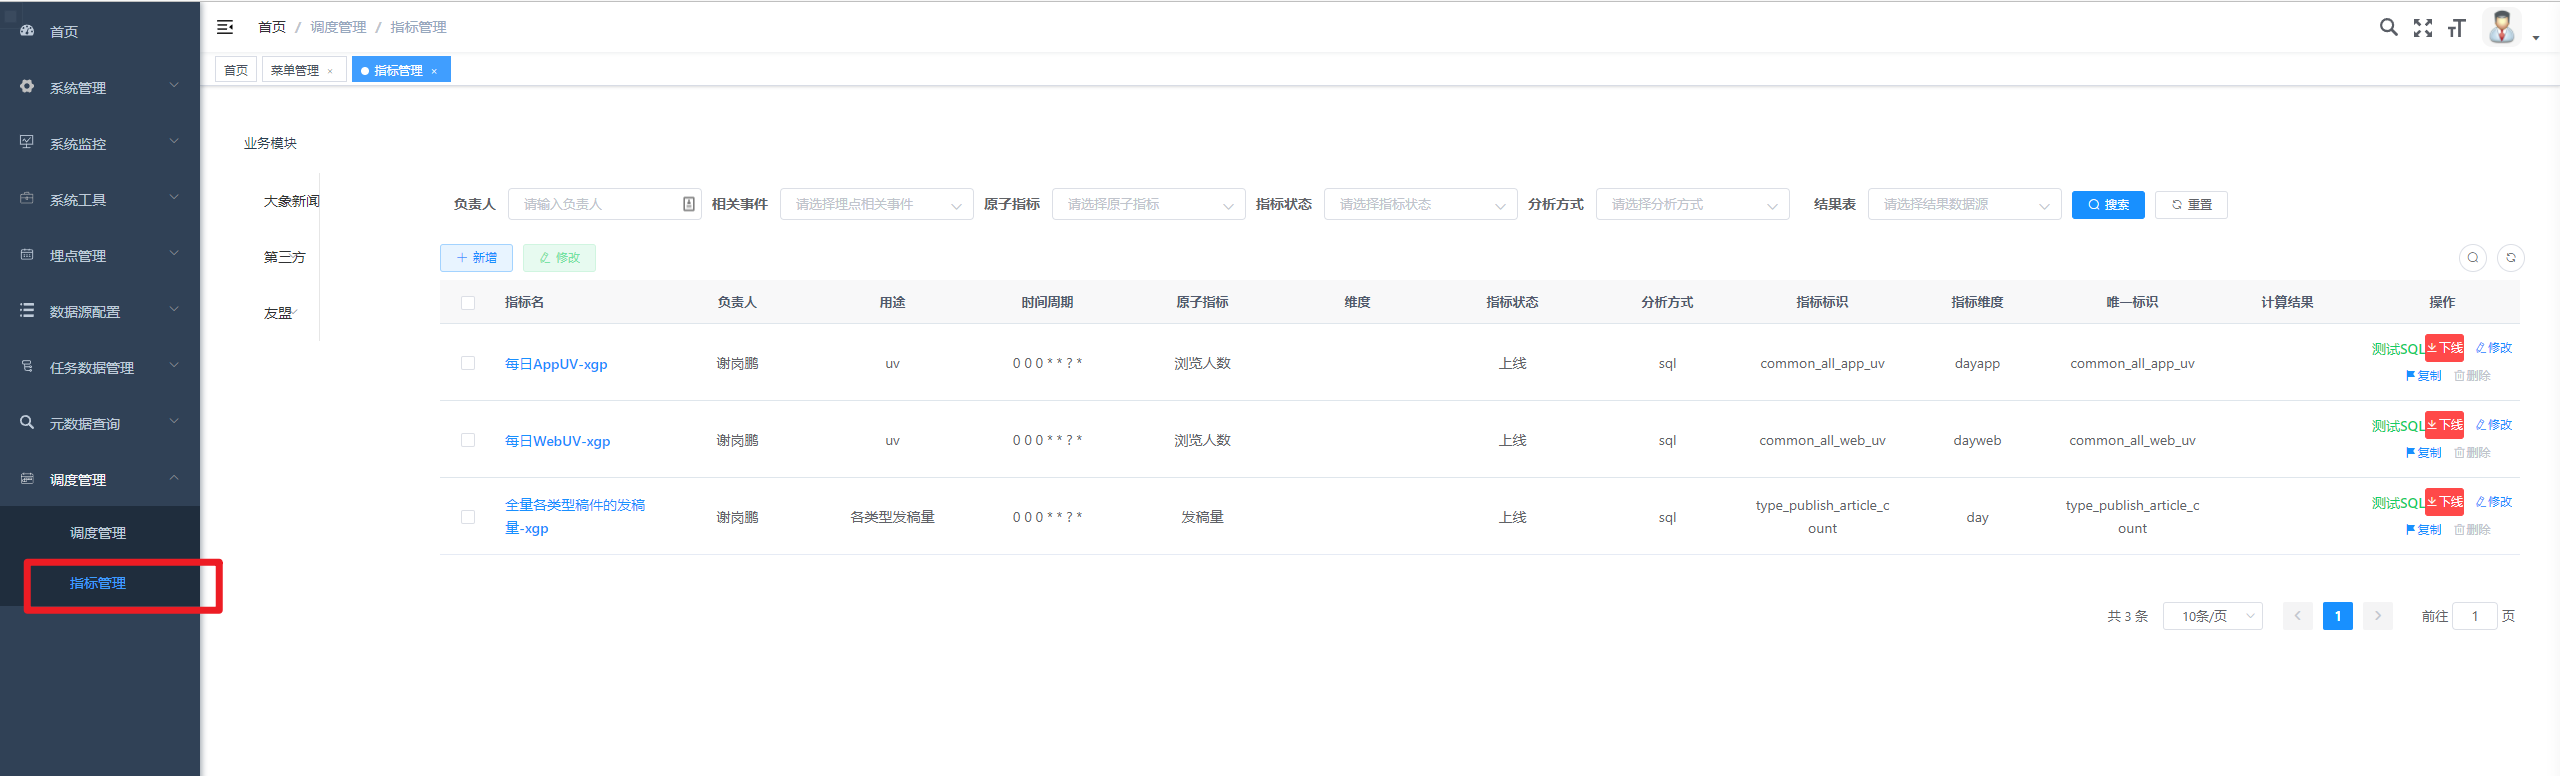 首页
系统管理
系统监控
系统工具
埋点管理
数据源配置
任务数据管理
元数据查询
调度管理
调度管理
指标管理
首页 / 调度管理 / 指标管理
首页 菜单管理 × 指标管理 ×
业务模块
大象新闻
第三方
友盟
负责人 请输入负责人 相关事件 请选择埋点相关事件 原子指标 请选择原子指标 指标状态 请选择指标状态 分析方式 请选择分析方式 结果表 请选择结果数据源 搜索 重置
新增 修改
指标名 负责人 用途 时间周期 原子指标 维度 指标状态 分析方式 指标标识 指标维度 唯一标识 计算结果 操作
每日AppUV-xgp 谢岗鹏 uv 0 0 0 * * ? * 浏览人数 上线 sql common_all_app_uv dayapp common_all_app_uv 测试SQL 下线 修改
复制 删除
每日WebUV-xgp 谢岗鹏 uv 0 0 0 * * ? * 浏览人数 上线 sql common_all_web_uv dayweb common_all_web_uv 测试SQL 下线 修改
复制 删除
全量各类型稿件的发稿 type_publish_article_c type_publish_article_c 测试SQL 下线 修改
谢岗鹏 各类型发稿量 0 0 0 * * ? * 发稿量 上线 sql day
量-xgp ount ount 复制 删除
共 3 条 10条/页 1 前往 1 页